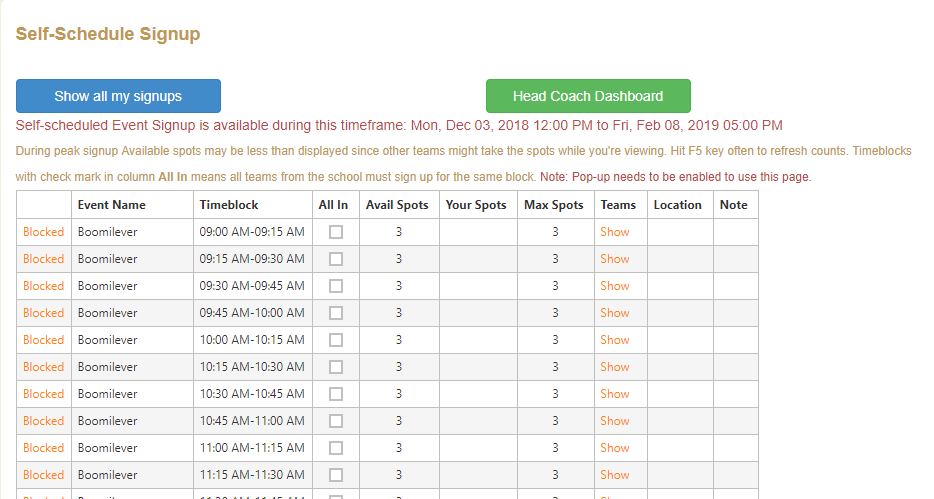 Self-Schedule Signup
Show all my signups
Head Coach Dashboard
Self-scheduled Event Signup is available during this timeframe: Mon, Dec 03, 2018 12:00 PM to Fri, Feb 08, 2019 05:00 PM
During peak signup Available spots may be less than displayed since other teams might take the spots while you're viewing. Hit F5 key often to refresh counts. Timeblocks
with check mark in column All In means all teams from the school must sign up for the same block. Note: Pop-up needs to be enabled to use this page.
Event Name Timeblock All In Avail Spots Your Spots Max Spots Teams Location Note
Blocked Boomilever 09:00 AM-09:15 AM 3 3 Show
Blocked Boomilever 09:15 AM-09:30 AM 3 3 Show
Blocked Boomilever 09:30 AM-09:45 AM 3 3 Show
Blocked Boomilever 09:45 AM-10:00 AM 3 3 Show
Blocked Boomilever 10:00 AM-10:15 AM 3 3 Show
Blocked Boomilever 10:15 AM-10:30 AM 3 3 Show
Blocked Boomilever 10:30 AM-10:45 AM 3 3 Show
Blocked Boomilever 10:45 AM-11:00 AM 3 3 Show
Blocked Boomilever 11:00 AM-11:15 AM 3 3 Show
Blocked Boomilever 11:15 AM-11:30 AM 3 3 Show